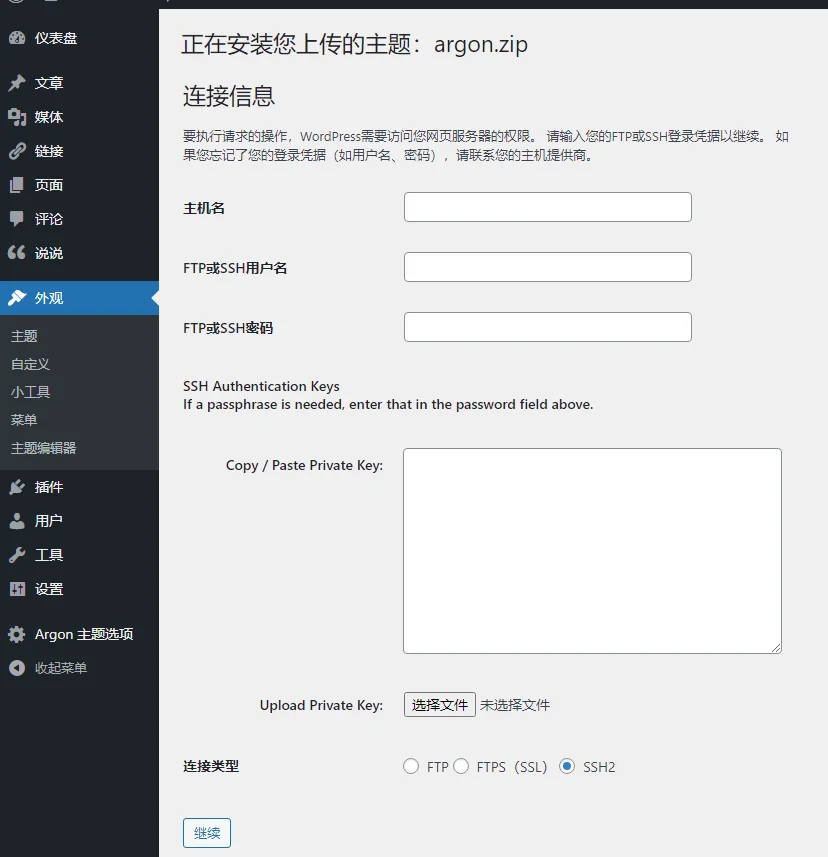 仪表盘
文章
媒体
链接
页面
评论
说说
外观
主题
自定义
小工具
菜单
主题编辑器
插件
用户
工具
设置
Argon 主题选项
收起菜单
正在安装您上传的主题：argon.zip
连接信息
要执行请求的操作，WordPress需要访问您网页服务器的权限。 请输入您的FTP或SSH登录凭据以继续。 如
果您忘记了您的登录凭据（如用户名、密码），请联系您的主机提供商。
主机名
FTP或SSH用户名
FTP或SSH密码
SSH Authentication Keys
If a passphrase is needed, enter that in the password field above.
Copy / Paste Private Key:
Upload Private Key: 选择文件 未选择文件
连接类型 FTP FTPS（SSL） SSH2
继续